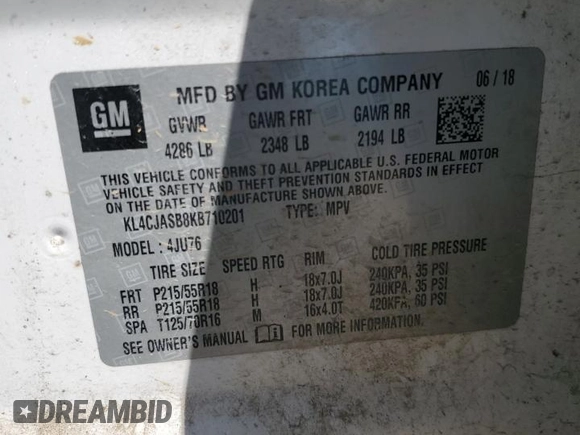 GM
MFD BY GM KOREA COMPANY 06/18
GVWR GAWR FRT GAWR RR
4286 LB 2348 LB 2194 LB
THIS VEHICLE CONFORMS TO ALL APPLICABLE U.S. FEDERAL MOTOR
VEHICLE SAFETY AND THEFT PREVENTION STANDARDS IN EFFECT
ON THE DATE OF MANUFACTURE SHOWN ABOVE.
KL4CJASB8KB710201 TYPE: MPV
MODEL: 4JU76
TIRE SIZE SPEED RTG RIM COLD TIRE PRESSURE
FRT P215/55R18 H 18x7.0J 240KPA, 35 PSI
RR P215/55R18 H 18x7.0J 240KPA, 35 PSI
SPA T125/70R16 M 16x4.0T 420KPA, 60 PSI
SEE OWNER'S MANUAL FOR MORE INFORMATION.
DREAMBID